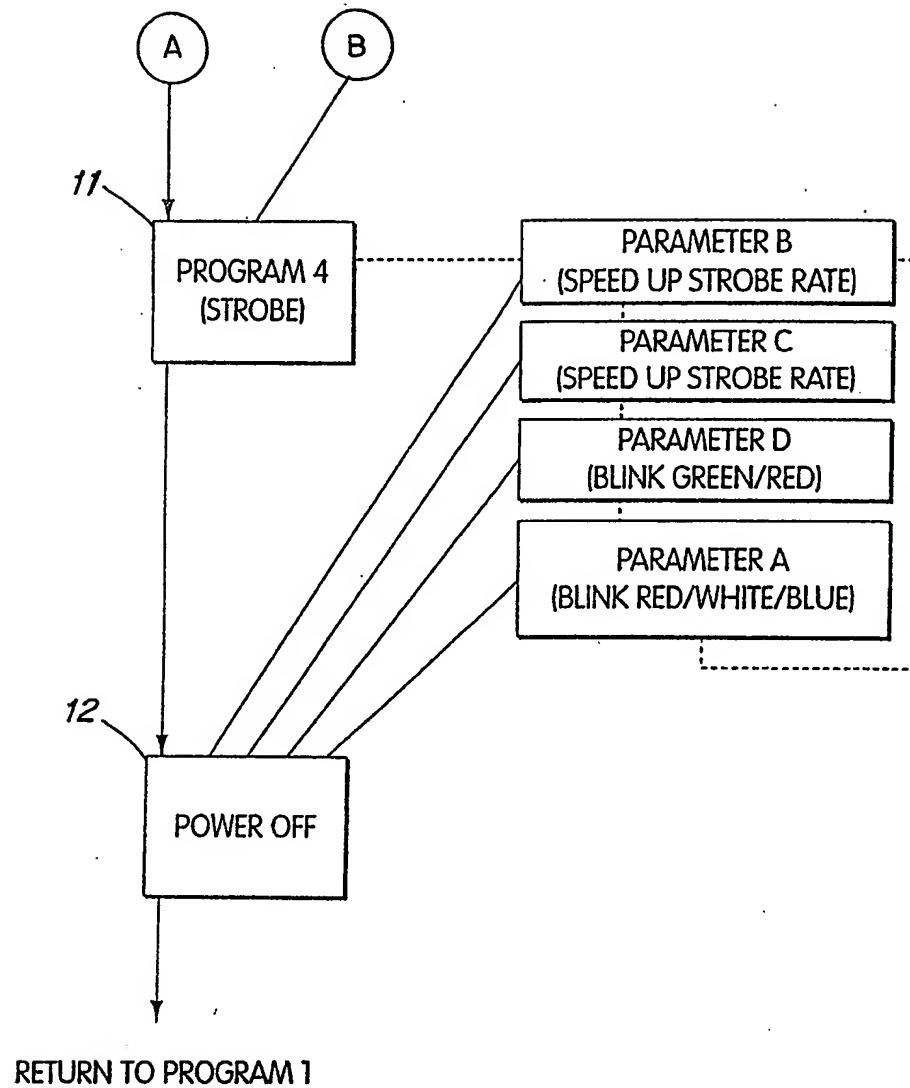 A
B
11
PROGRAM 4
(STROBE)
PARAMETER B
(SPEED UP STROBE RATE)
PARAMETER C
(SPEED UP STROBE RATE)
PARAMETER D
(BLINK GREEN/RED)
PARAMETER A
(BLINK RED/WHITE/BLUE)
12
POWER OFF
RETURN TO PROGRAM 1